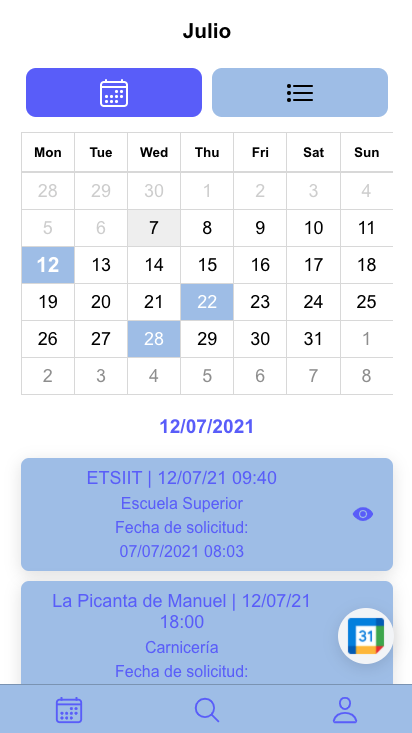 Julio
Mon Tue Wed Thu Fri Sat Sun
28 29 30 1 2 3 4
5 6 7 8 9 10 11
12 13 14 15 16 17 18
19 20 21 22 23 24 25
26 27 28 29 30 31 1
2 3 4 5 6 7 8
12/07/2021
ETSIIT | 12/07/21 09:40
Escuela Superior
Fecha de solicitud:
07/07/2021 08:03
La Picanta de Manuel | 12/07/21
18:00
Carnicería
Fecha de solicitud:
31